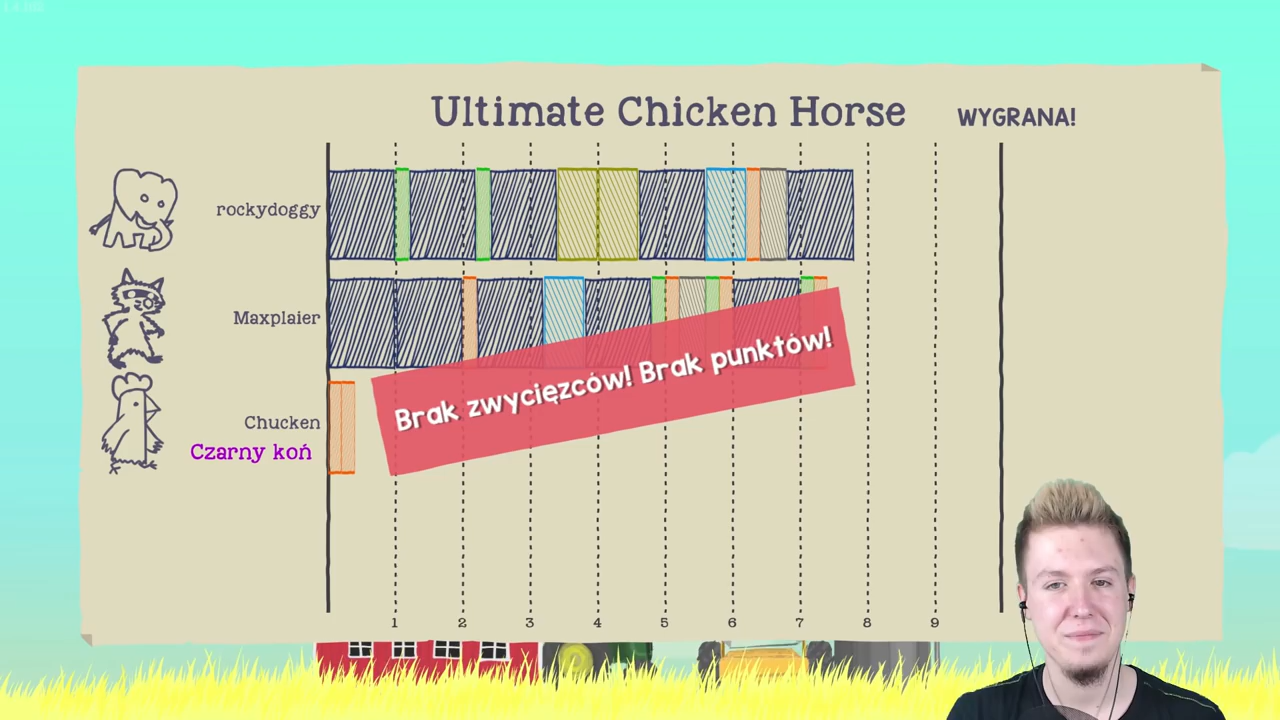 Ultimate Chicken Horse
WYGRANA!
rockydoggy
Maxplaier
Brak zwycięzców! Brak punktów!
Chucken
Czarny koń
1 2 3 4 5 6 7 8 9